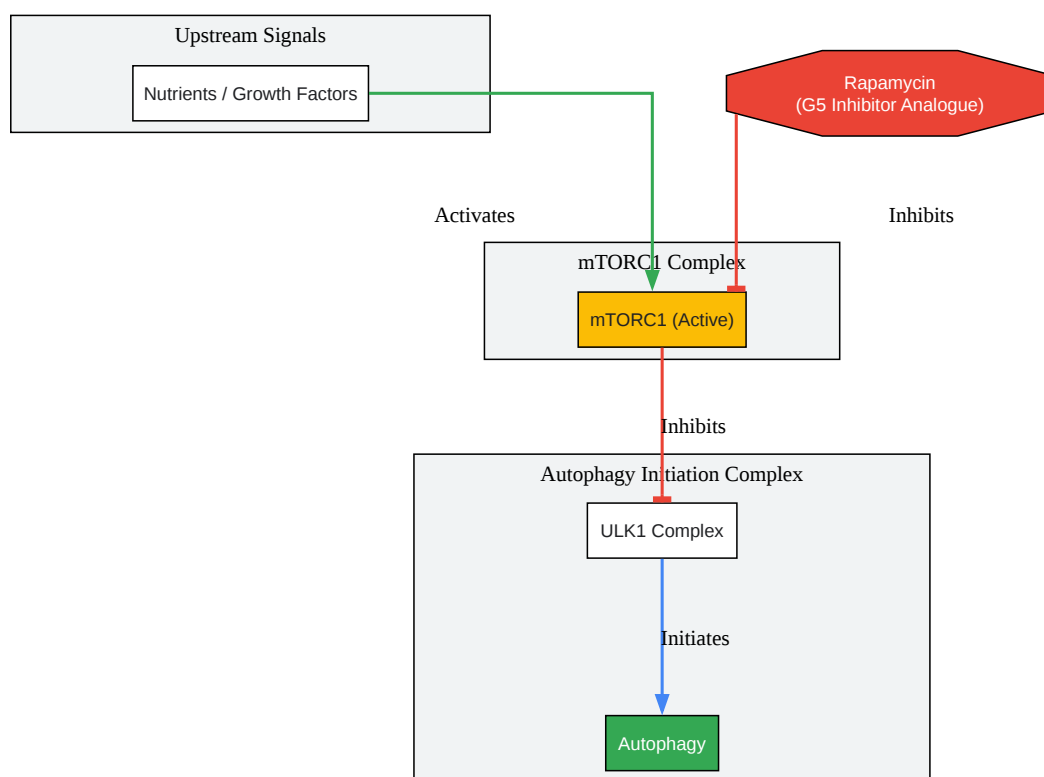 Upstream Signals
Nutrients / Growth Factors
Rapamycin
(G5 Inhibitor Analogue)
Activates
Inhibits
mTORC1 Complex
mTORC1 (Active)
Inhibits
Autophagy Initiation Complex
ULK1 Complex
Initiates
Autophagy